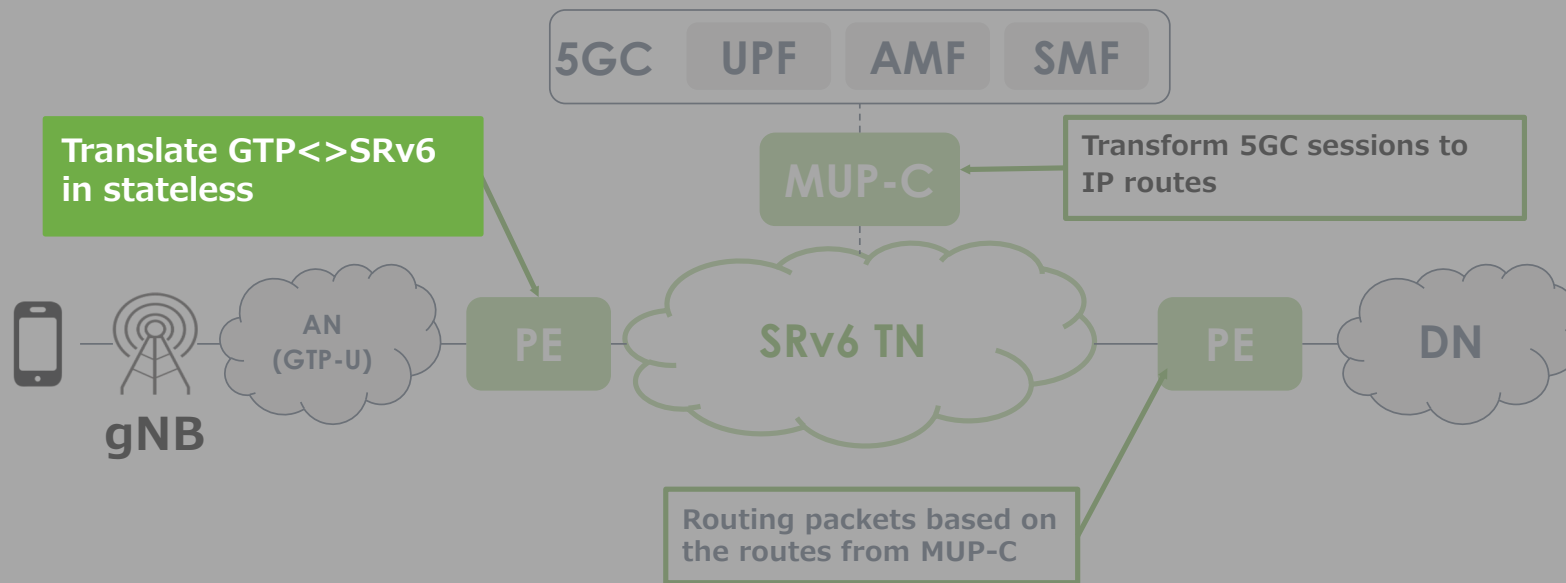 5GC UPF AMF SMF
Translate GTP<>SRv6
in stateless
MUP-C
Transform 5GC sessions to
IP routes
AN
(GTP-U)
PE
SRv6 TN
PE
DN
gNB
Routing packets based on
the routes from MUP-C